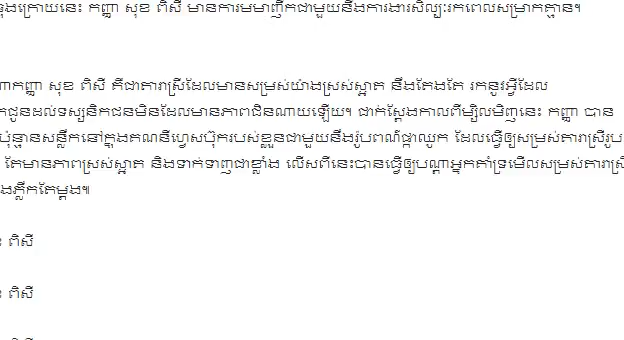 ក្រោយនេះ កញ្ញា សុខ ពិសី មានការមមាញឹកជាមួយនឹងការងារសិល្បៈរកពេលសម្រាកគ្មាន។
កញ្ញា សុខ ពិសី គឺជាតារាស្រីដែលមានសម្រស់យ៉ាងស្រស់ស្អាត នឹងតែងតែ រកនូវអ្វីដែល
ជូនដល់ទស្សនិកជនមិនដែលមានភាពជិនណាយឡើយ។ ជាក់ស្តែងកាលពីម្សិលមិញនេះ កញ្ញា បាន
ប៉ុន្មានសន្លឹកនៅក្នុងគណនីហ្វេសប៊ុករបស់ខ្លួនជាមួយនឹងរ៉ូបពណ៌ផ្កាឈូក ដែលធ្វើឲ្យសម្រស់តារាស្រីរូប
តែមានភាពស្រស់ស្អាត និងទាក់ទាញជាខ្លាំង លើសពីនេះបានធ្វើឲ្យបណ្តាអ្នកគាំទ្រមើលសម្រស់
ភ្លឹកតែម្តង៕
ពិសី
ពិសី